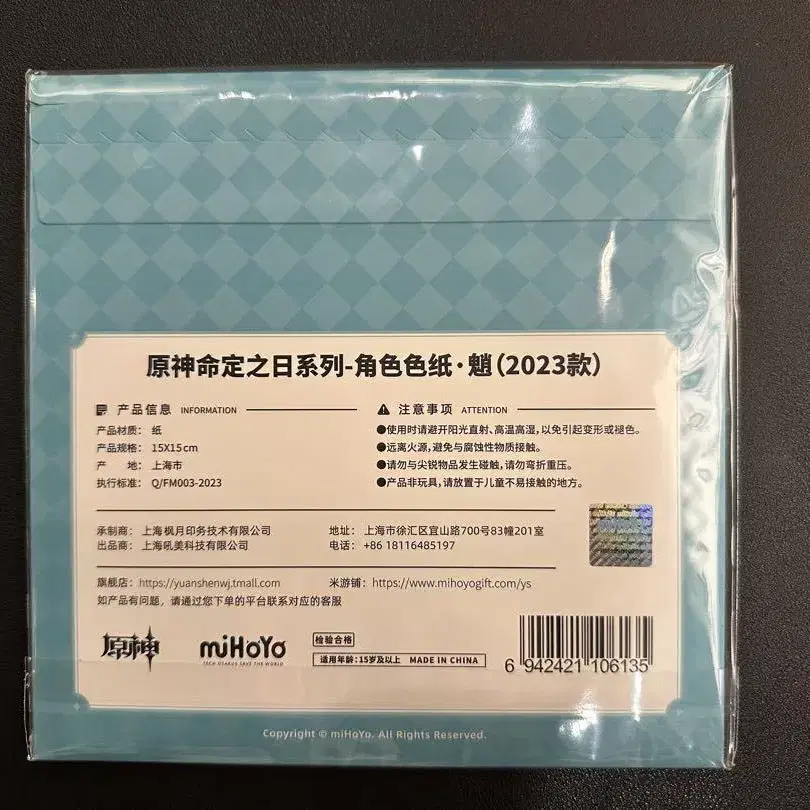 原神命定之日系列-角色色纸·魈(2023款)
产品信息 INFORMATION
产品材质: 纸
产品规格: 15X15cm
产 地: 上海市
执行标准: Q/FM003-2023
注意事项 ATTENTION
●使用时请避开阳光直射、高温高湿,以免引起变形或褪色。
●远离火源,避免与腐蚀性物质接触。
●请勿与尖锐物品发生碰触,请勿弯折重压。
●产品非玩具,请放置于儿童不易接触的地方。
承制商: 上海枫月印务技术有限公司
出品商: 上海吼美科技有限公司
地址: 上海市徐汇区宜山路700号83幢201室
电话: +86 18116485197
旗舰店: https://yuanshenwj.tmall.com
米游铺: https://www.mihoyogift.com/ys
如产品有问题, 请通过您下单的平台联系对应的客服
原神
miHoYo
TECH OTAKUS SAVE THE WORLD
检验合格
适用年龄:15岁及以上 MADE IN CHINA
6 942421 106135
Copyright © miHoYo. All Rights Reserved.